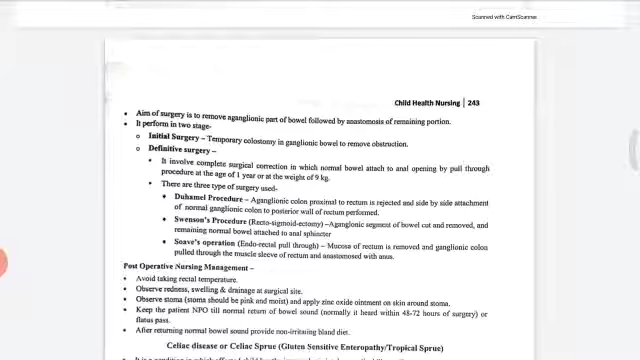 Scanned with CamScanner
Child Health Nursing | 243
• Aim of surgery is to remove aganglionic part of bowel followed by anastomosis of remaining portion.
• It perform in two stage-
o Initial Surgery – Temporary colostomy in ganglionic bowel to remove obstruction.
o Definitive surgery –
• It involve complete surgical correction in which normal bowel attach to anal opening by pull through
procedure at the age of 1 year or at the weight of 9 kg.
• There are three type of surgery used-
♦ Duhamel Procedure – Aganglionic colon proximal to rectum is rejected and side by side attachment
of normal ganglionic colon to posterior wall of rectum performed.
♦ Swenson's Procedure (Recto-sigmoid-ectomy) –Aganglionic segment of bowel cut and removed, and
remaining normal bowel attached to anal sphincter
♦ Soave's operation (Endo-rectal pull through) – Mucosa of rectum is removed and ganglionic colon
pulled through the muscle sleeve of rectum and anastomosed with anus.
Post Operative Nursing Management –
• Avoid taking rectal temperature.
• Observe redness, swelling & drainage at surgical site.
• Observe stoma (stoma should be pink and moist) and apply zinc oxide ointment on skin around stoma.
• Keep the patient NPO till normal return of bowel sound (normally it heard within 48-72 hours of surgery) or
flatus pass.
• After returning normal bowel sound provide non-irritating bland diet.
Celiac disease or Celiac Sprue (Gluten Sensitive Enteropathy/Tropical Sprue)
• It is a condition in which